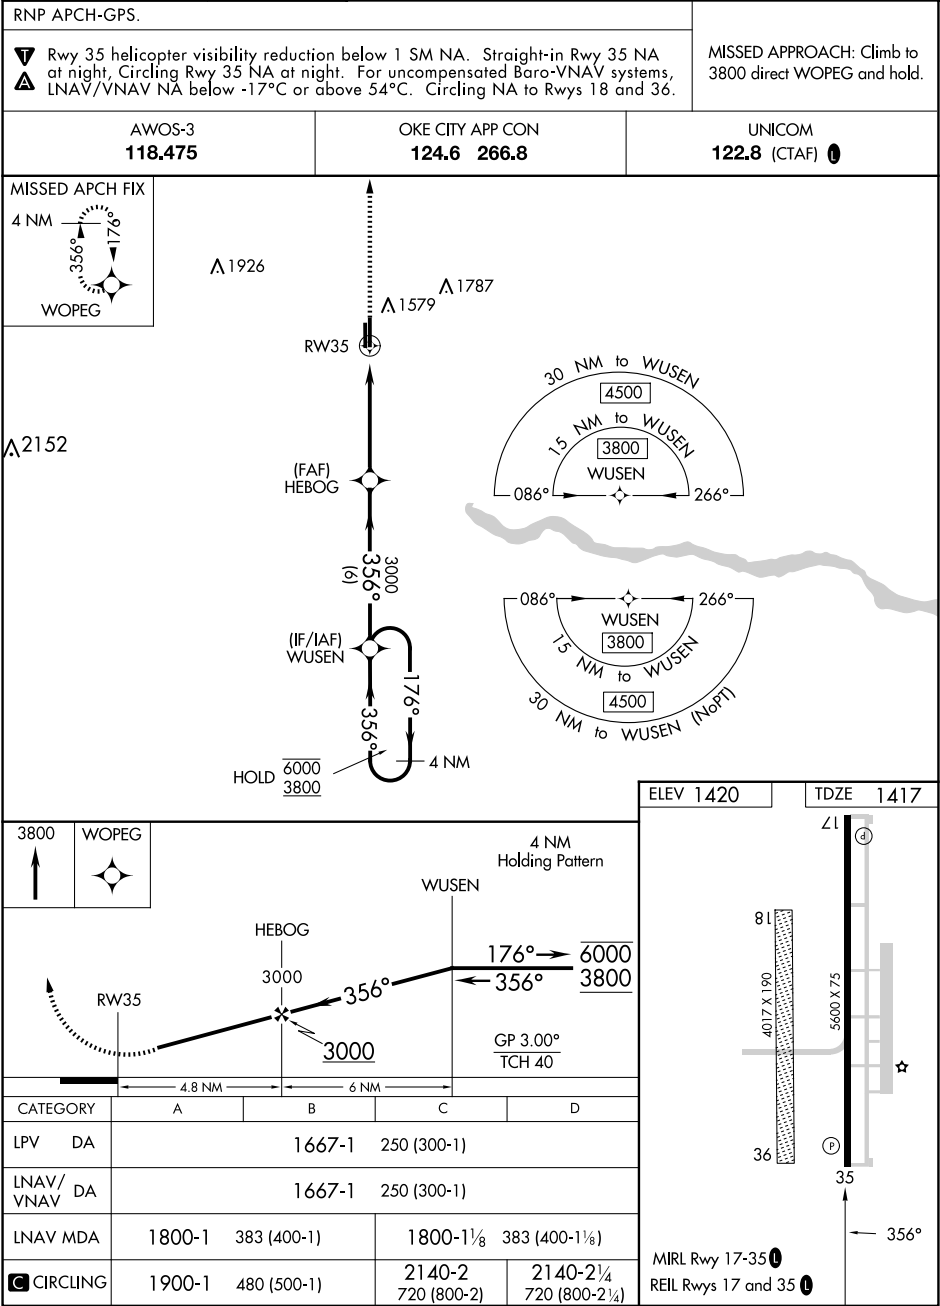 RNP APCH-GPS.
T Rwy 35 helicopter visibility reduction below 1 SM NA. Straight-in Rwy 35 NA
A at night, Circling Rwy 35 NA at night. For uncompensated Baro-VNAV systems,
LNAV/VNAV NA below -17°C or above 54°C. Circling NA to Rwys 18 and 36.
MISSED APPROACH: Climb to
3800 direct WOPEG and hold.
AWOS-3
118.475
OKE CITY APP CON
124.6 266.8
UNICOM
122.8 (CTAF) L
MISSED APCH FIX
4 NM
356°
176°
WOPEG
1926
1787
1579
RW35
2152
(FAF)
HEBOG
3000
356°
(6)
(IF/IAF)
WUSEN
176°
356°
HOLD 6000
3800
4 NM
30 NM to WUSEN
4500
15 NM to WUSEN
3800
WUSEN
086° 266°
086° 266°
WUSEN
3800
15 NM to WUSEN
4500
30 NM to WUSEN (NoPT)
ELEV 1420
TDZE 1417
17
P
18
4017 X 190
5600 X 75
36
P
35
356°
MIRL Rwy 17-35 L
REIL Rwys 17 and 35 L
3800
WOPEG
4 NM
Holding Pattern
WUSEN
HEBOG
3000
RW35
176° 6000
356° 3800
356°
3000
GP 3.00°
TCH 40
4.8 NM
6 NM
CATEGORY A B C D
LPV DA 1667-1 250 (300-1)
LNAV/
VNAV DA 1667-1 250 (300-1)
LNAV MDA 1800-1 383 (400-1) 1800-1⅛ 383 (400-1⅛)
C CIRCLING 1900-1 480 (500-1)
2140-2
720 (800-2)
2140-2¼
720 (800-2¼)